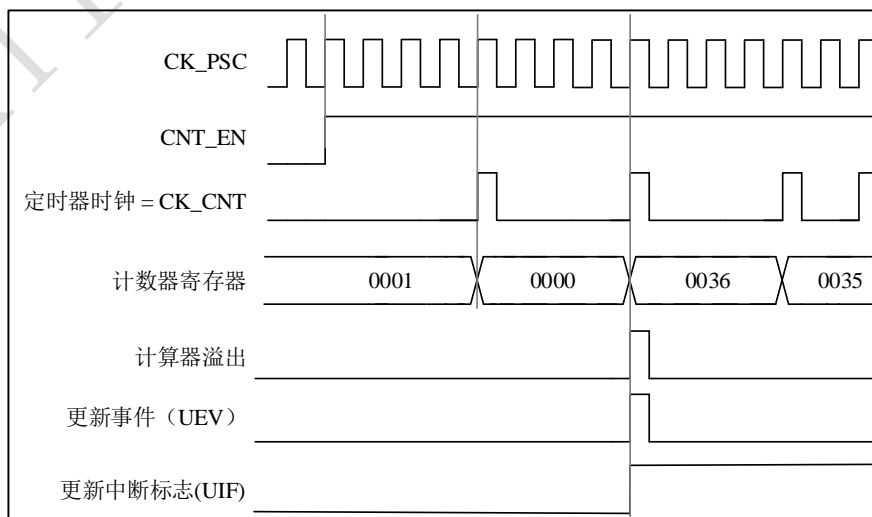 CK_PSC
CNT_EN
定时器时钟 = CK_CNT
计数器寄存器 0001 0000 0036 0035
计算器溢出
更新事件（UEV）
更新中断标志(UIF)